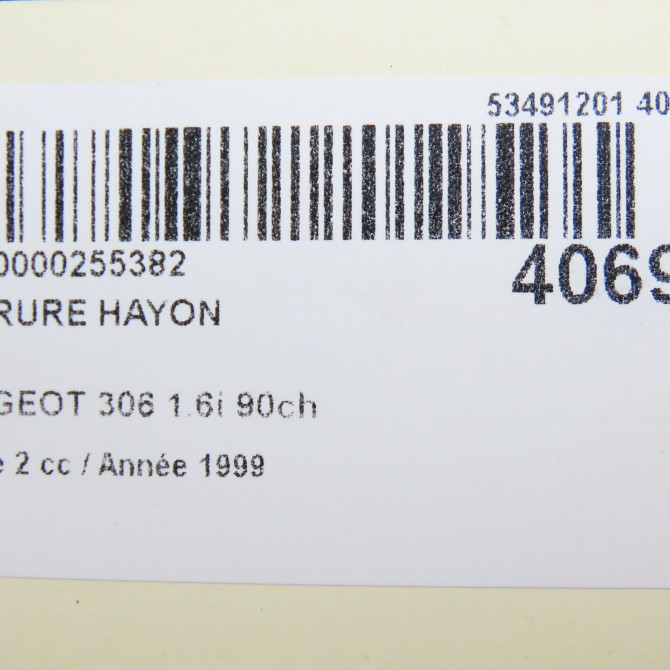 53491201 40
0000255382
4069
RURE HAYON
GEOT 306 1.6i 90ch
e 2 cc / Année 1999